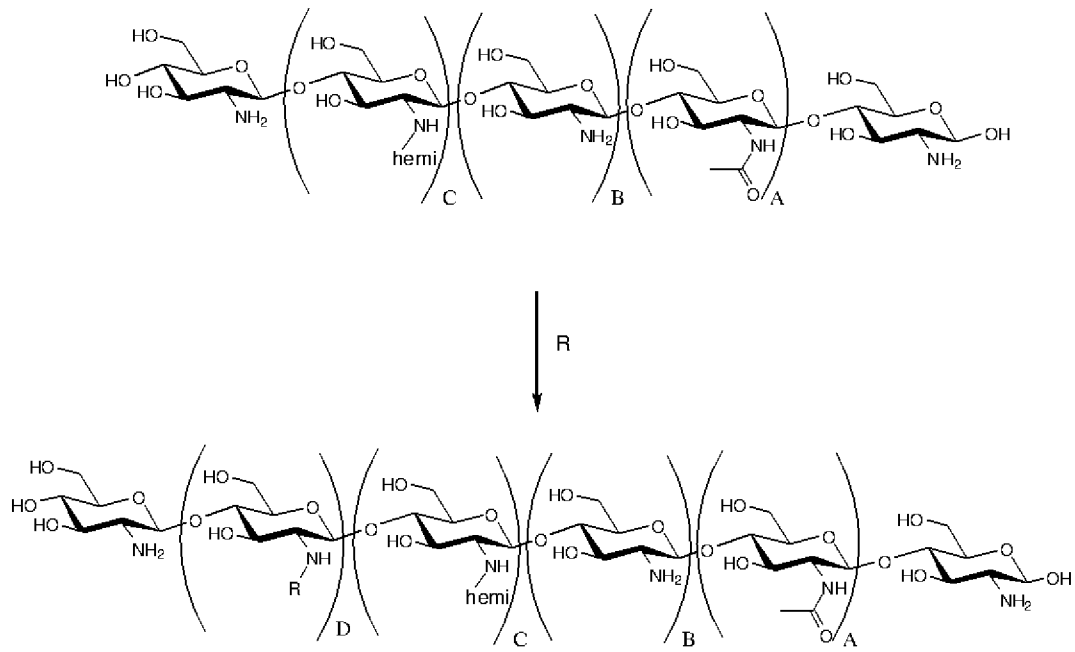 HO HO HO HO HO
O O O O O
HO O O O O
HO HO HO HO HO OH
NH2 NH NH2 NH NH2
hemi O
C B A
R
HO HO HO HO HO HO
O O O O O O
HO O O O O O
HO HO HO HO HO HO OH
NH2 NH NH NH2 NH NH2
R hemi O
D C B A